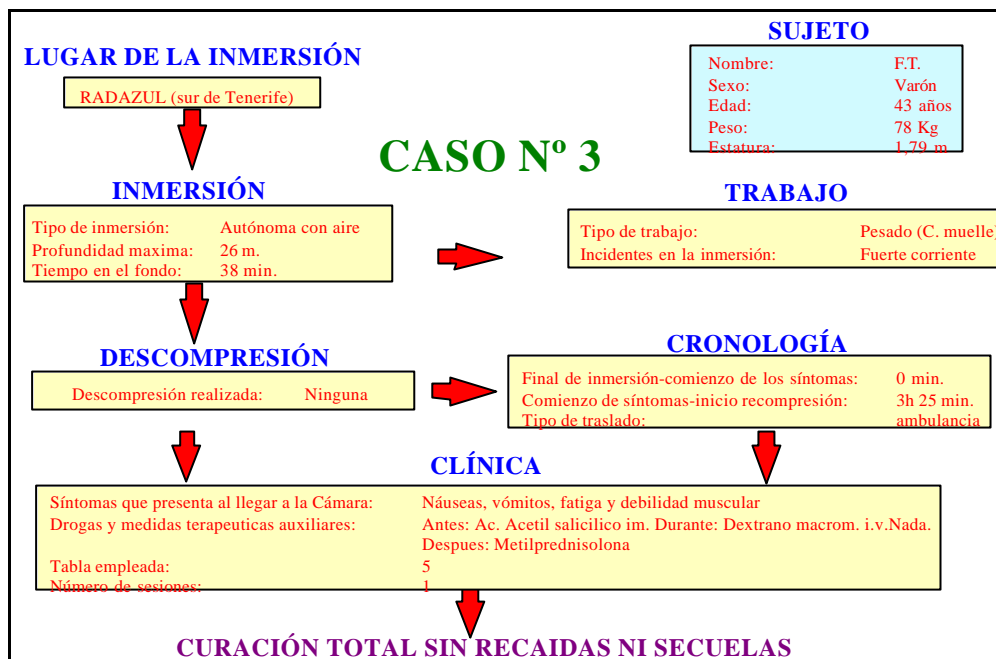 LUGAR DE LA INMERSIÓN
RADAZUL (sur de Tenerife)
SUJETO
Nombre: F.T.
Sexo: Varón
Edad: 43 años
Peso: 78 Kg
Estatura: 1,79 m
CASO Nº 3
INMERSIÓN
Tipo de inmersión: Autónoma con aire
Profundidad maxima: 26 m.
Tiempo en el fondo: 38 min.
TRABAJO
Tipo de trabajo: Pesado (C. muelle)
Incidentes en la inmersión: Fuerte corriente
DESCOMPRESIÓN
Descompresión realizada: Ninguna
CRONOLOGÍA
Final de inmersión-comienzo de los síntomas: 0 min.
Comienzo de síntomas-inicio recompresión: 3h 25 min.
Tipo de traslado: ambulancia
CLÍNICA
Síntomas que presenta al llegar a la Cámara: Náuseas, vómitos, fatiga y debilidad muscular
Drogas y medidas terapeuticas auxiliares: Antes: Ac. Acetil salicilico im. Durante: Dextrano macrom. i.v.Nada.
Despues: Metilprednisolona
Tabla empleada: 5
Número de sesiones: 1
CURACIÓN TOTAL SIN RECAIDAS NI SECUELAS